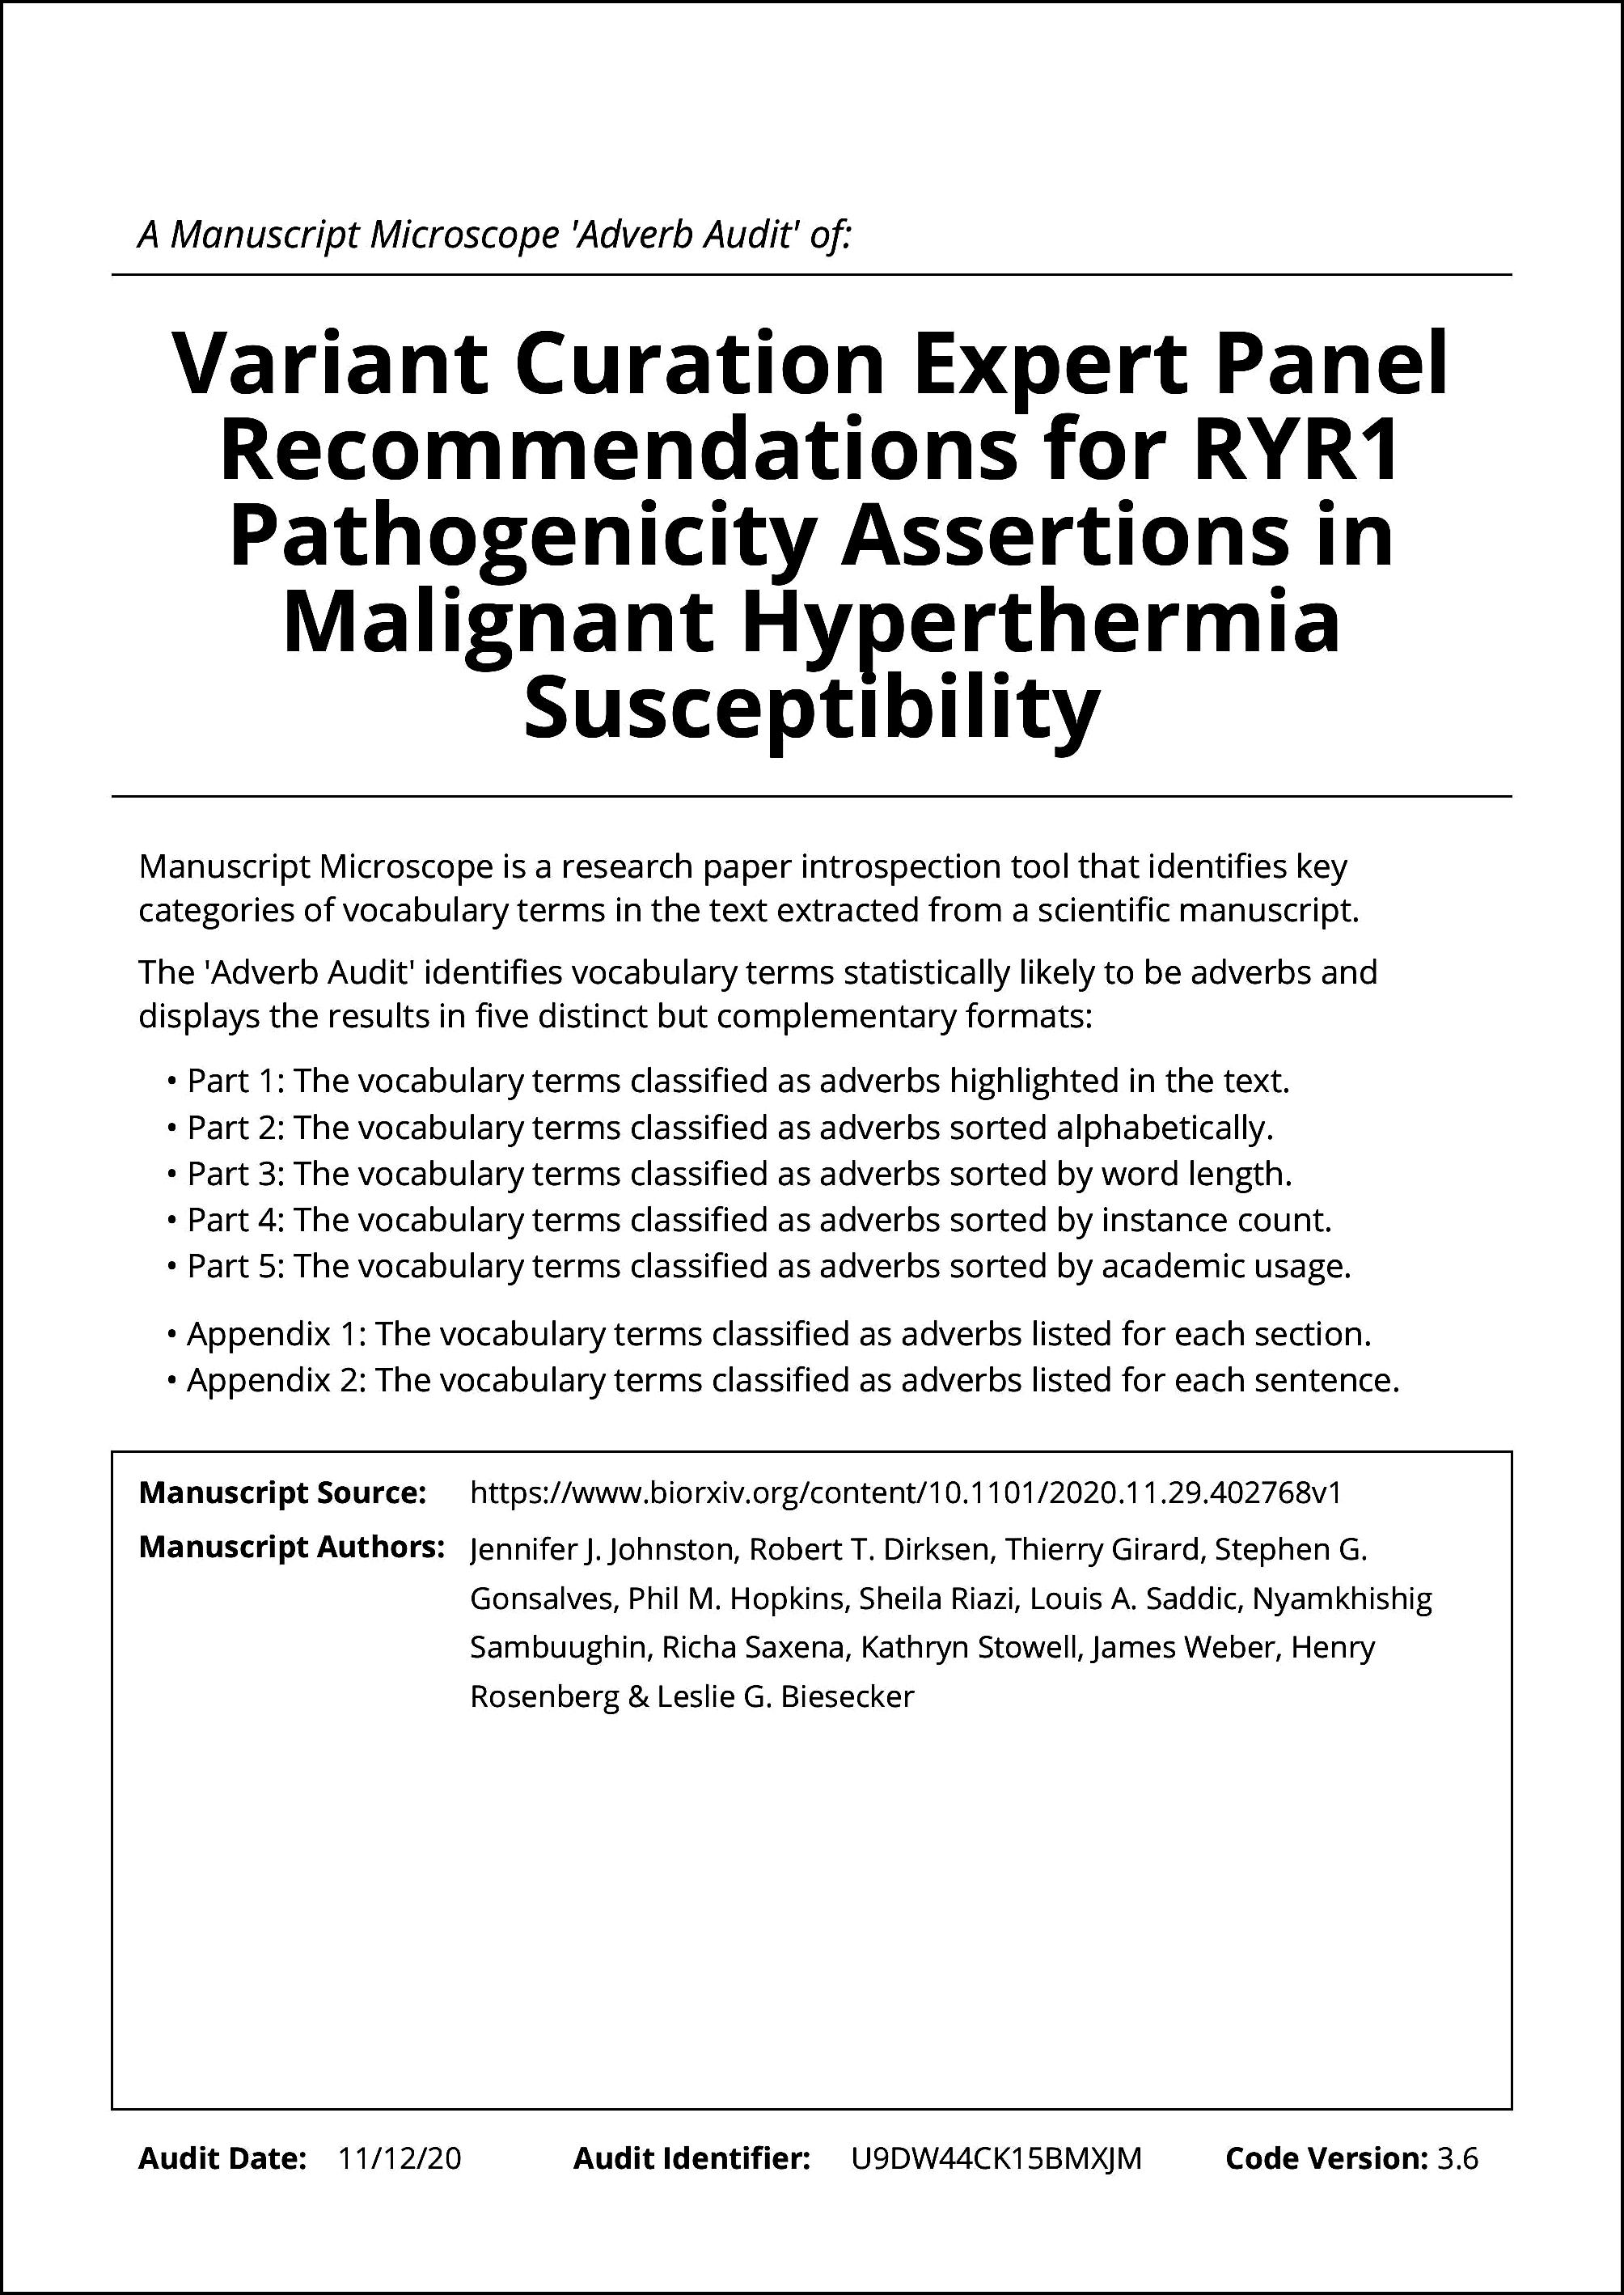 A Manuscript Microscope 'Adverb Audit' of:
Variant Curation Expert Panel
Recommendations for RYR1
Pathogenicity Assertions in
Malignant Hyperthermia
Susceptibility
Manuscript Microscope is a research paper introspection tool that identifies key
categories of vocabulary terms in the text extracted from a scientific manuscript.
The 'Adverb Audit' identifies vocabulary terms statistically likely to be adverbs and
displays the results in five distinct but complementary formats:
• Part 1: The vocabulary terms classified as adverbs highlighted in the text.
• Part 2: The vocabulary terms classified as adverbs sorted alphabetically.
• Part 3: The vocabulary terms classified as adverbs sorted by word length.
• Part 4: The vocabulary terms classified as adverbs sorted by instance count.
• Part 5: The vocabulary terms classified as adverbs sorted by academic usage.
• Appendix 1: The vocabulary terms classified as adverbs listed for each section.
• Appendix 2: The vocabulary terms classified as adverbs listed for each sentence.
Manuscript Source: https://www.biorxiv.org/content/10.1101/2020.11.29.402768v1
Manuscript Authors: Jennifer J. Johnston, Robert T. Dirksen, Thierry Girard, Stephen G.
Gonsalves, Phil M. Hopkins, Sheila Riazi, Louis A. Saddic, Nyamkhishig
Sambuughin, Richa Saxena, Kathryn Stowell, James Weber, Henry
Rosenberg & Leslie G. Biesecker
Audit Date: 11/12/20 Audit Identifier: U9DW44CK15BMXJM Code Version: 3.6